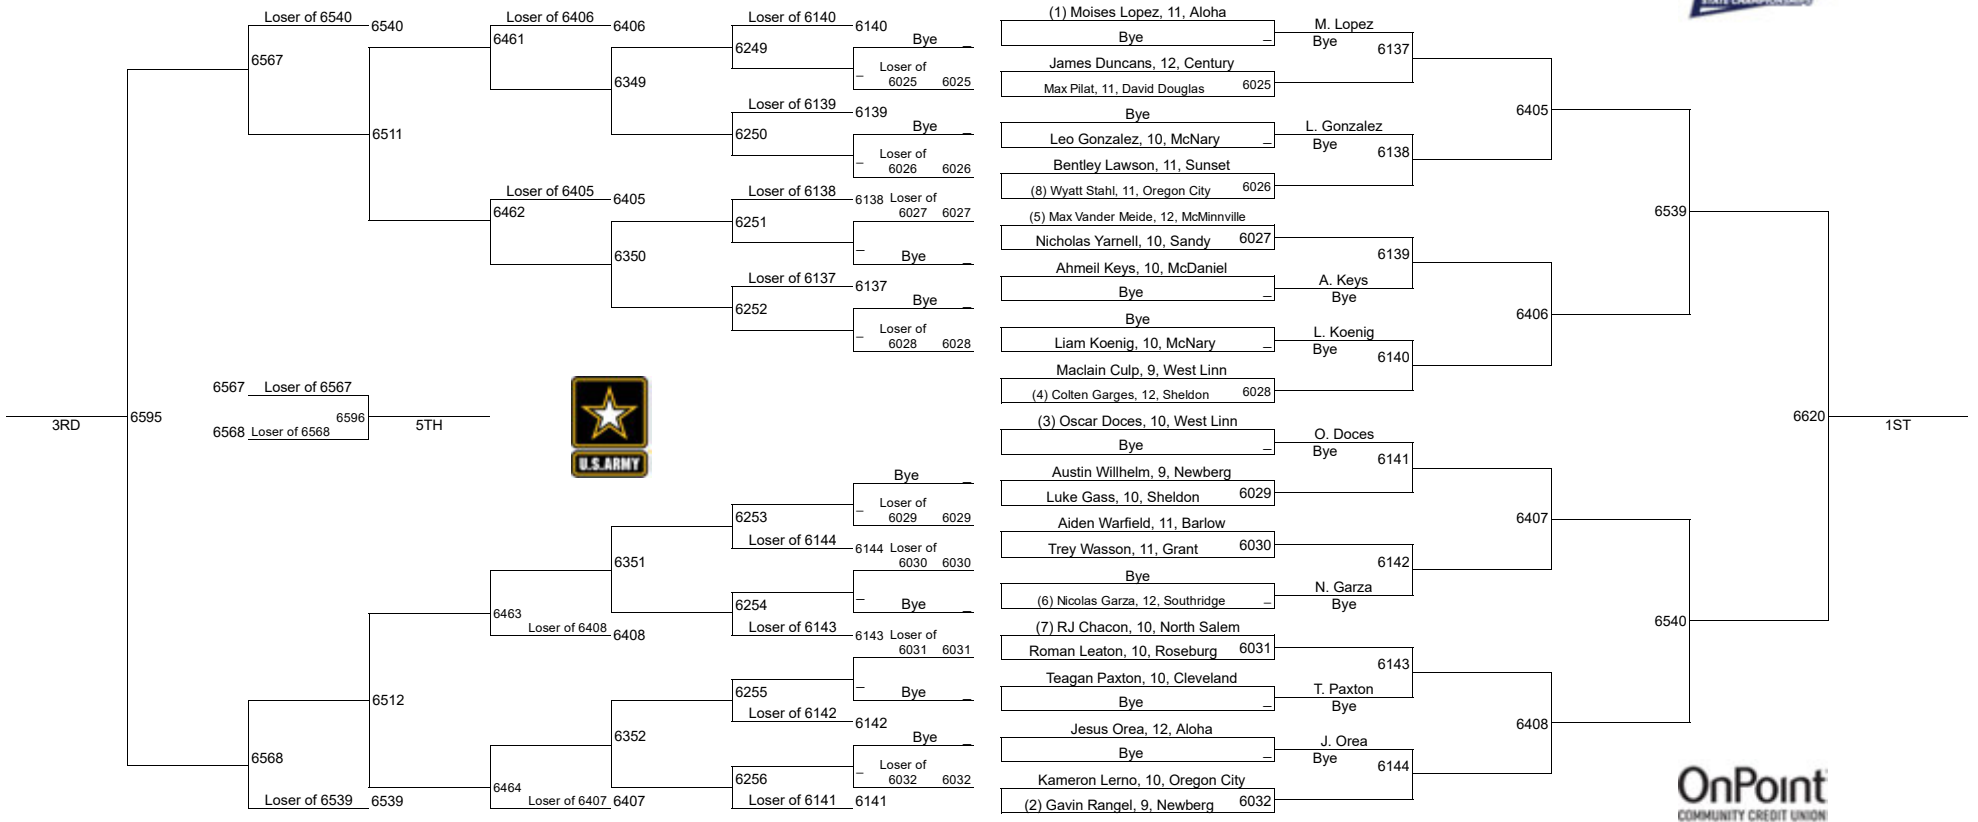 STATE CHAMPIONSHIPS
Loser of 6540
6540
6567
Loser of 6406
6406
6461
6511
6349
Loser of 6405
6405
6462
6350
Loser of 6140
6140
6249
Bye _
_ Loser of
6025 6025
Loser of 6139
6139
6250
Bye _
_ Loser of
6026 6026
Loser of 6138
6138 Loser of
6027 6027
6251
_
Bye _
Loser of 6137
6137
6252
Bye _
_ Loser of
6028 6028
(1) Moises Lopez, 11, Aloha
Bye _
James Duncans, 12, Century
Max Pilat, 11, David Douglas 6025
Bye
Leo Gonzalez, 10, McNary _
Bentley Lawson, 11, Sunset
(8) Wyatt Stahl, 11, Oregon City 6026
(5) Max Vander Meide, 12, McMinnville
Nicholas Yarnell, 10, Sandy 6027
Ahmeil Keys, 10, McDaniel
Bye _
Bye
Liam Koenig, 10, McNary _
Maclain Culp, 9, West Linn
(4) Colten Garges, 12, Sheldon 6028
(3) Oscar Doces, 10, West Linn
Bye _
Austin Willhelm, 9, Newberg
Luke Gass, 10, Sheldon 6029
Aiden Warfield, 11, Barlow
Trey Wasson, 11, Grant 6030
Bye
(6) Nicolas Garza, 12, Southridge _
(7) RJ Chacon, 10, North Salem
Roman Leaton, 10, Roseburg 6031
Teagan Paxton, 10, Cleveland
Bye _
Jesus Orea, 12, Aloha
Bye _
Kameron Lerno, 10, Oregon City
(2) Gavin Rangel, 9, Newberg 6032
M. Lopez
Bye
6137
L. Gonzalez
Bye
6138
6139
A. Keys
Bye
L. Koenig
Bye
6140
O. Doces
Bye
6141
6142
N. Garza
Bye
6143
T. Paxton
Bye
J. Orea
Bye
6144
6405
6406
6407
6408
6539
6540
6620
1ST
3RD
6595
6567 Loser of 6567
6596
6568 Loser of 6568
5TH
U.S.ARMY
Bye _
_ Loser of
6029 6029
6253
Loser of 6144
6144 Loser of
6030 6030
6351
_
Bye _
6254
Loser of 6143
6143 Loser of
6031 6031
6463
Loser of 6408
6408
_
Bye _
6255
Loser of 6142
6142
6512
6352
Bye _
_ Loser of
6032 6032
6256
Loser of 6141
6141
6568
Loser of 6539
6539
6464
Loser of 6407
6407
OnPoint
COMMUNITY CREDIT UNION